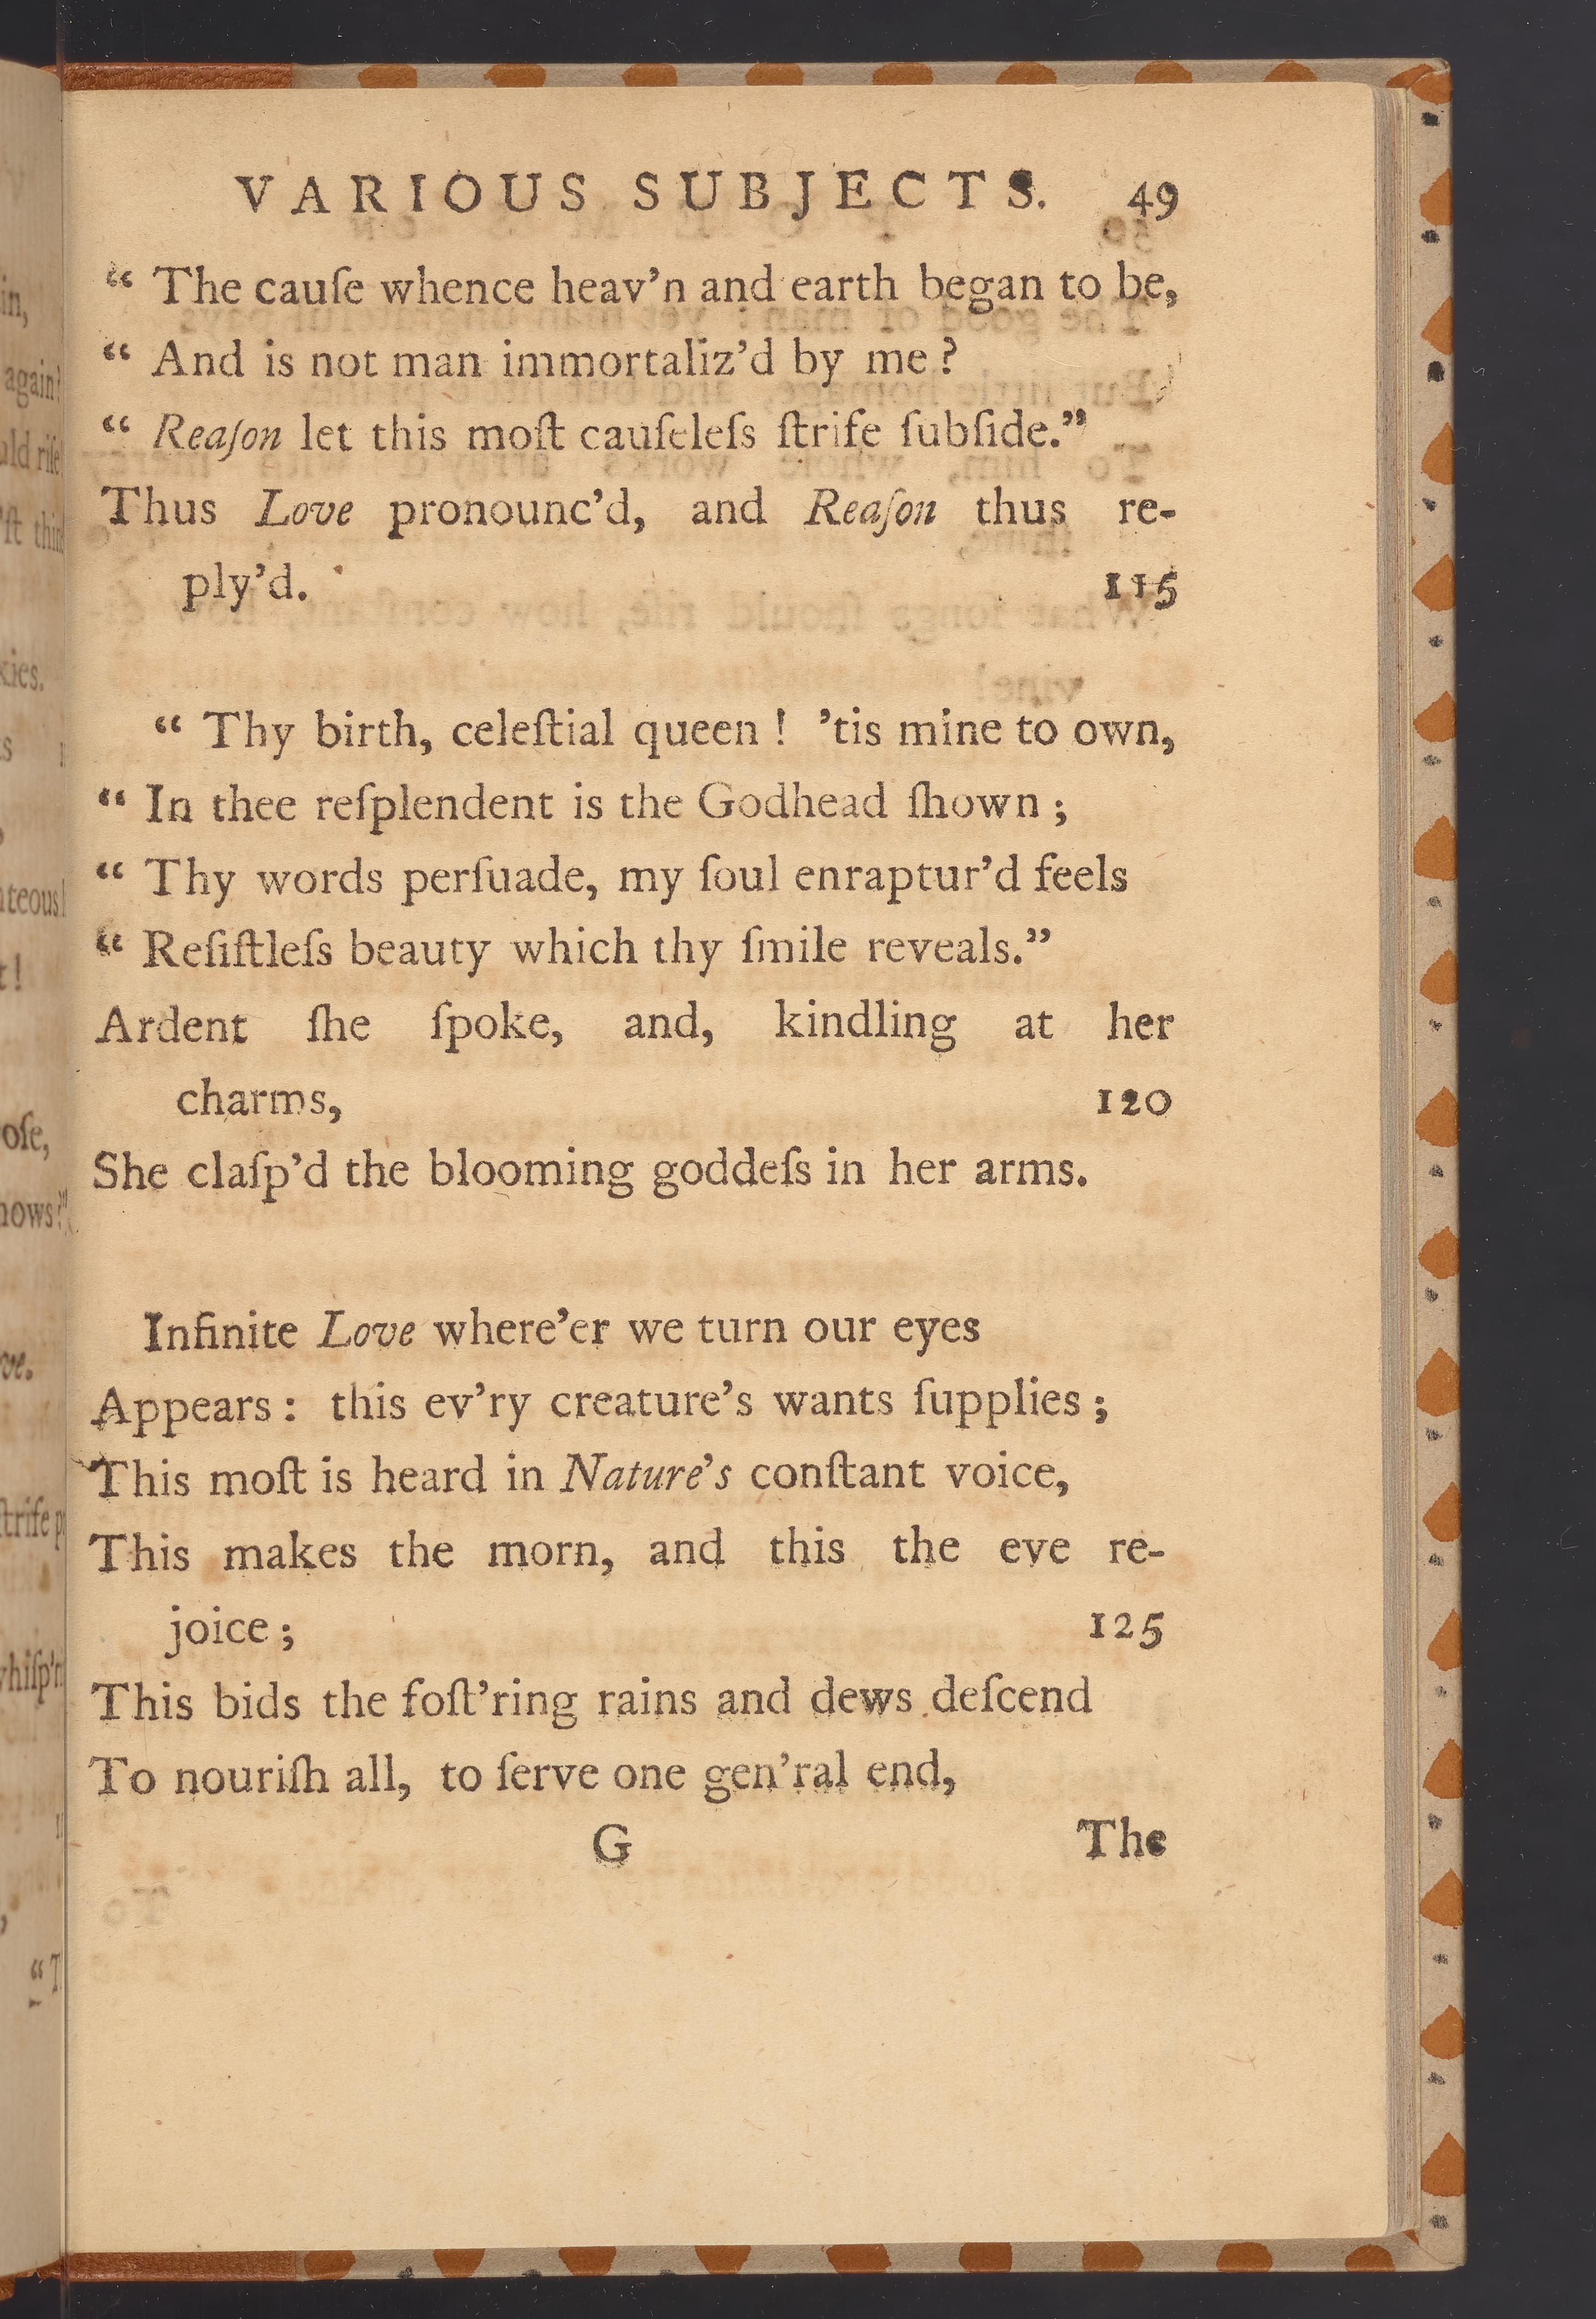 VARIOUS SUBJECTS. 49
“ The cauſe whence heav’n and earth began to be,
“ And is not man immortaliz’d by me ?
“ Reaſon let this moſt cauſeleſs ſtrife ſubſide.”
Thus Love pronounc’d, and Reaſon thus re-
ply’d. 115
“ Thy birth, celeſtial queen ! ’tis mine to own,
“ In thee reſplendent is the Godhead ſhown ;
“ Thy words perſuade, my ſoul enraptur’d feels
“ Reſiſtleſs beauty which thy ſmile reveals.”
Ardent ſhe ſpoke, and, kindling at her
charms, 120
She claſp’d the blooming goddeſs in her arms.
Infinite Love where’er we turn our eyes
Appears : this ev’ry creature’s wants ſupplies ;
This moſt is heard in Nature’s conſtant voice,
This makes the morn, and this the eve re-
joice ; 125
This bids the foſt’ring rains and dews deſcend
To nouriſh all, to ſerve one gen’ral end,
G The